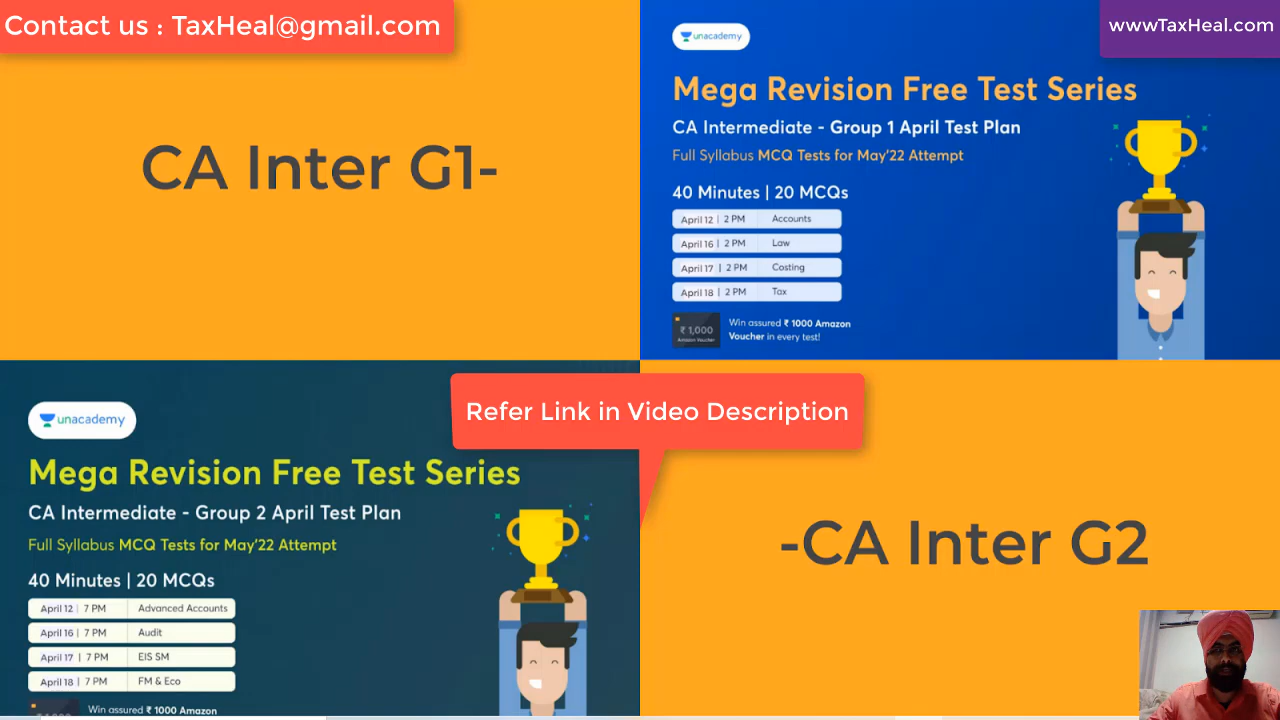 Contact us : TaxHeal@gmail.com
wwwTaxHeal.com
CA Inter G1-
unacademy
Mega Revision Free Test Series
CA Intermediate - Group 1 April Test Plan
Full Syllabus MCQ Tests for May'22 Attempt
40 Minutes | 20 MCQs
April 12 | 2 PM Accounts
April 16 | 2 PM Law
April 17 | 2 PM Costing
April 18 | 2 PM Tax
₹ 1,000
Amazon Voucher
Win assured ₹ 1000 Amazon
Voucher in every test!
Refer Link in Video Description
unacademy
Mega Revision Free Test Series
CA Intermediate - Group 2 April Test Plan
Full Syllabus MCQ Tests for May'22 Attempt
40 Minutes | 20 MCQs
April 12 | 7 PM Advanced Accounts
April 16 | 7 PM Audit
April 17 | 7 PM EIS SM
April 18 | 7 PM FM & Eco
Win assured ₹ 1000 Amazon
-CA Inter G2